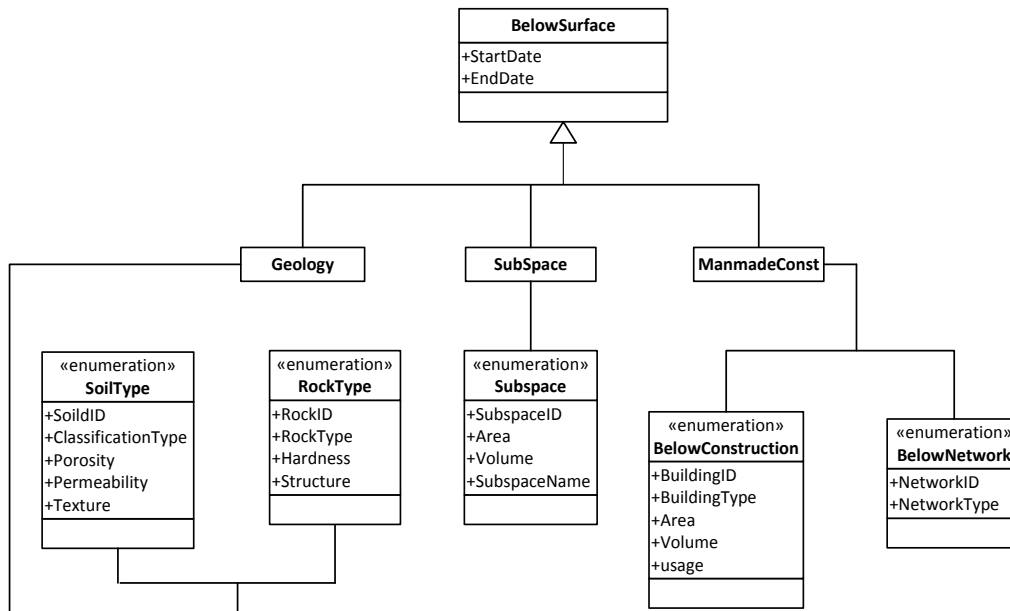 BelowSurface
+StartDate
+EndDate
Geology
SubSpace
ManmadeConst
«enumeration»
SoilType
+SoildID
+ClassificationType
+Porosity
+Permeability
+Texture
«enumeration»
RockType
+RockID
+RockType
+Hardness
+Structure
«enumeration»
Subspace
+SubspaceID
+Area
+Volume
+SubspaceName
«enumeration»
BelowConstruction
+BuildingID
+BuildingType
+Area
+Volume
+usage
«enumeration»
BelowNetwork
+NetworkID
+NetworkType